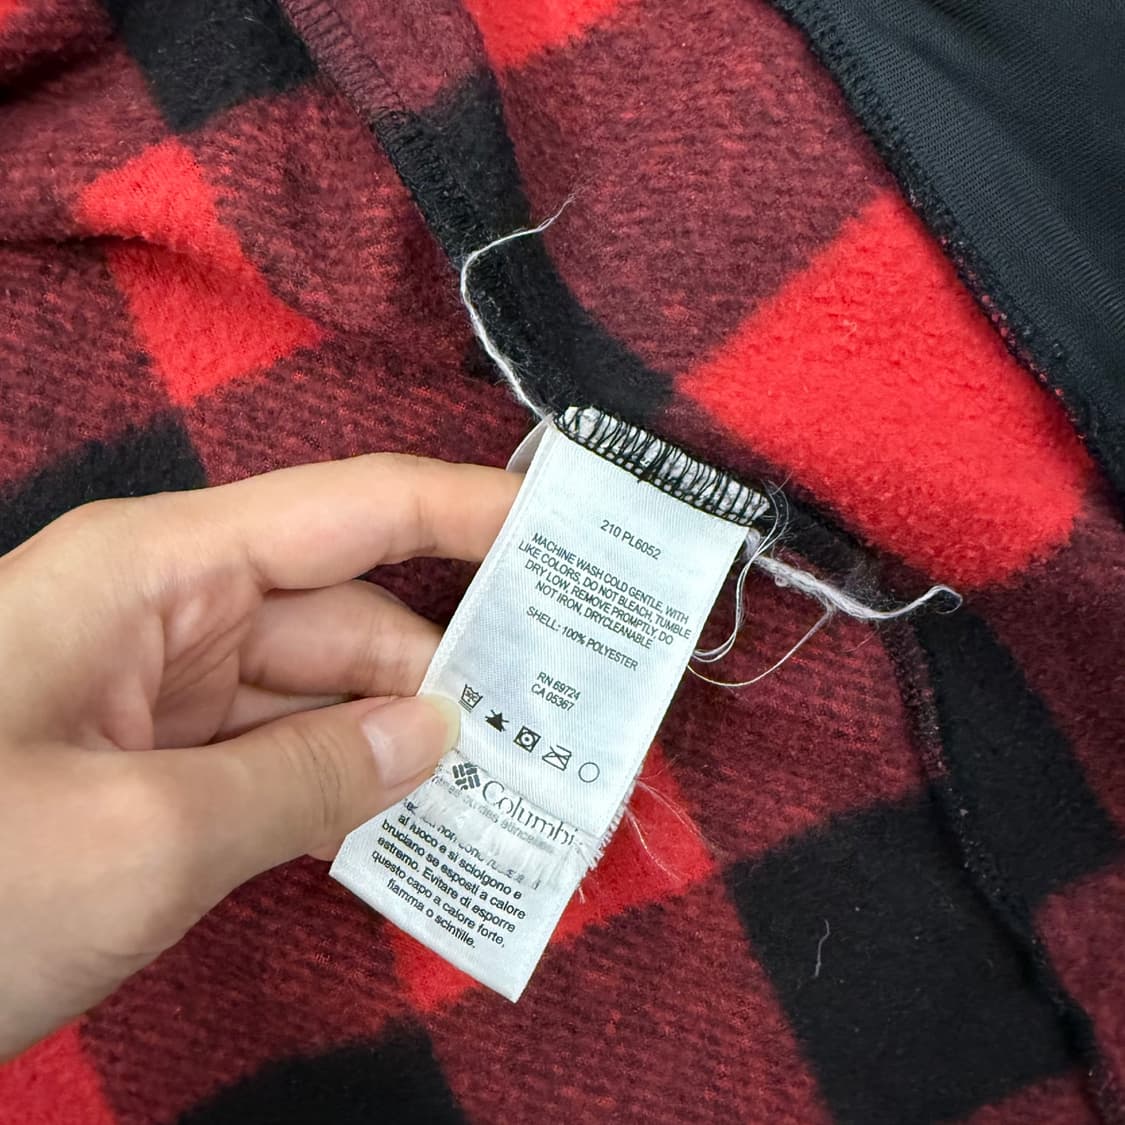 210 PL6052
MACHINE WASH COLD GENTLE, WITH
LIKE COLORS, DO NOT BLEACH, TUMBLE
DRY LOW, REMOVE PROMPTLY, DO
NOT IRON, DRYCLEANABLE
SHELL: 100% POLYESTER
RN 69724
CA 05367
Columbia
al fuoco e si sciolgono e
bruciano se esposti a calore
estremo. Evitare di esporre
questo capo a calore forte,
fiamma o scintille.